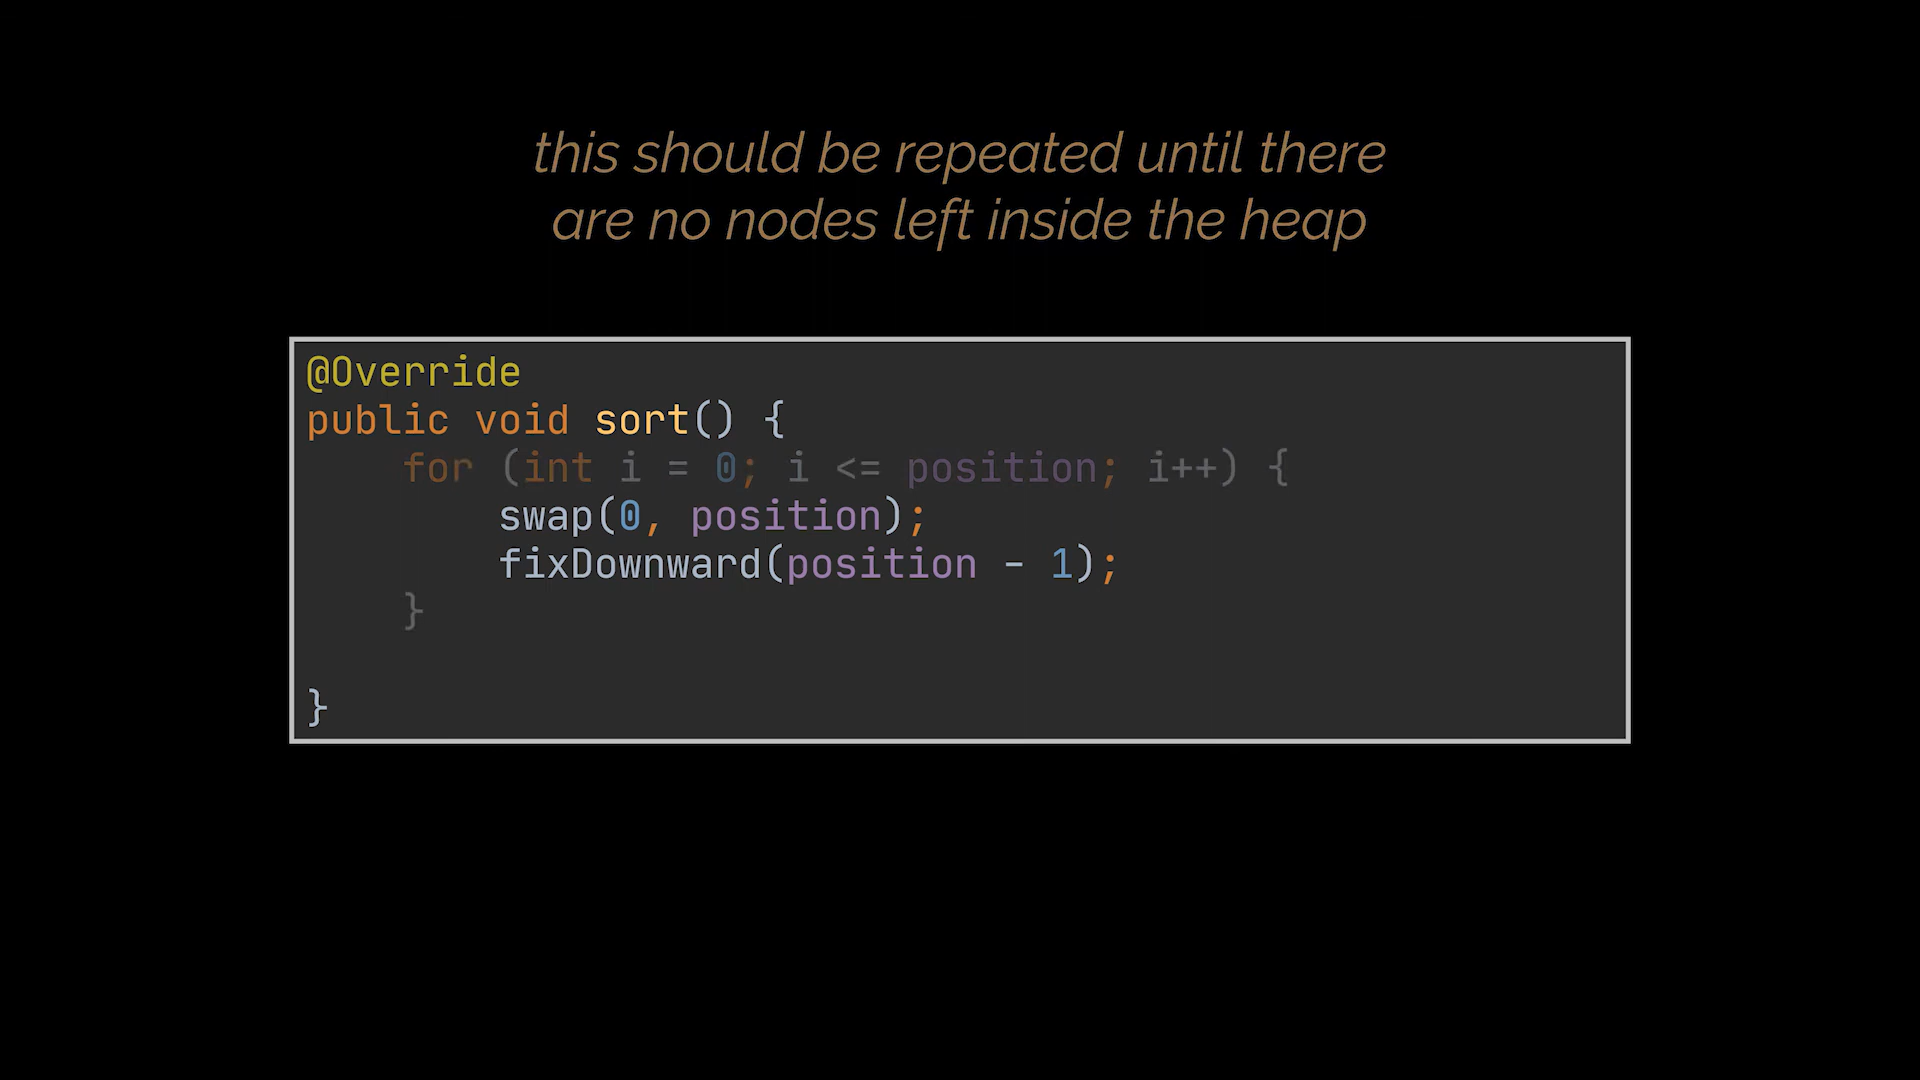 this should be repeated until there
are no nodes left inside the heap
@Override
public void sort() {
    for (int i = 0; i <= position; i++) {
        swap(0, position);
        fixDownward(position - 1);
    }
}